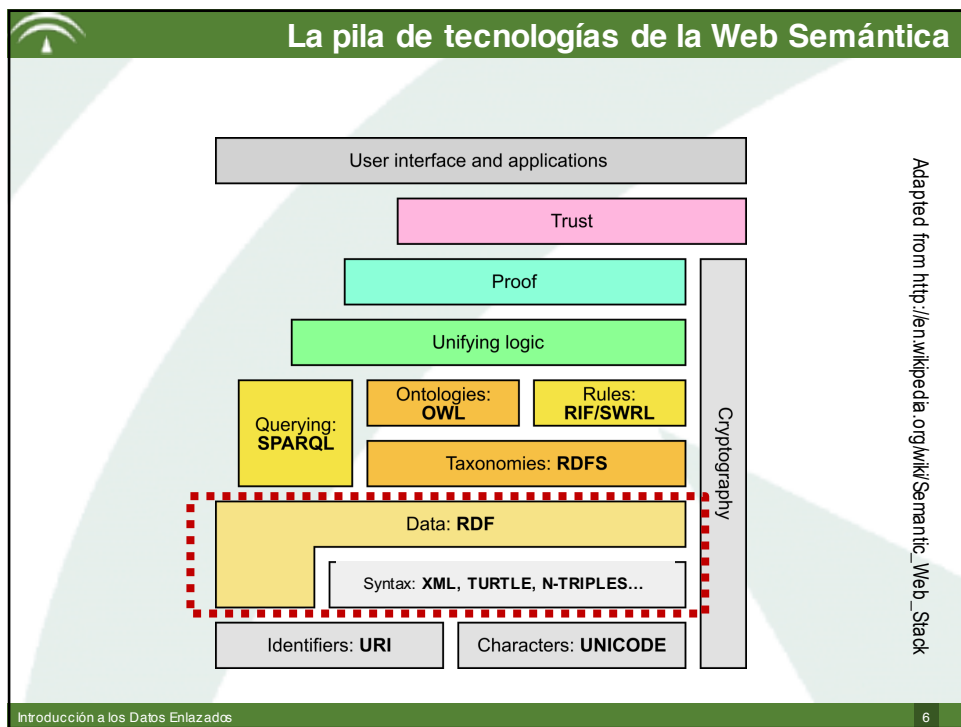 La pila de tecnologías de la Web Semántica
User interface and applications
Trust
Proof
Unifying logic
Querying:
SPARQL
Ontologies:
OWL
Rules:
RIF/SWRL
Taxonomies: RDFS
Data: RDF
Syntax: XML, TURTLE, N-TRIPLES...
Identifiers: URI
Characters: UNICODE
Cryptography
Adapted from http://en.wikipedia.org/wiki/Semantic_Web_Stack
Introducción a los Datos Enlazados
6